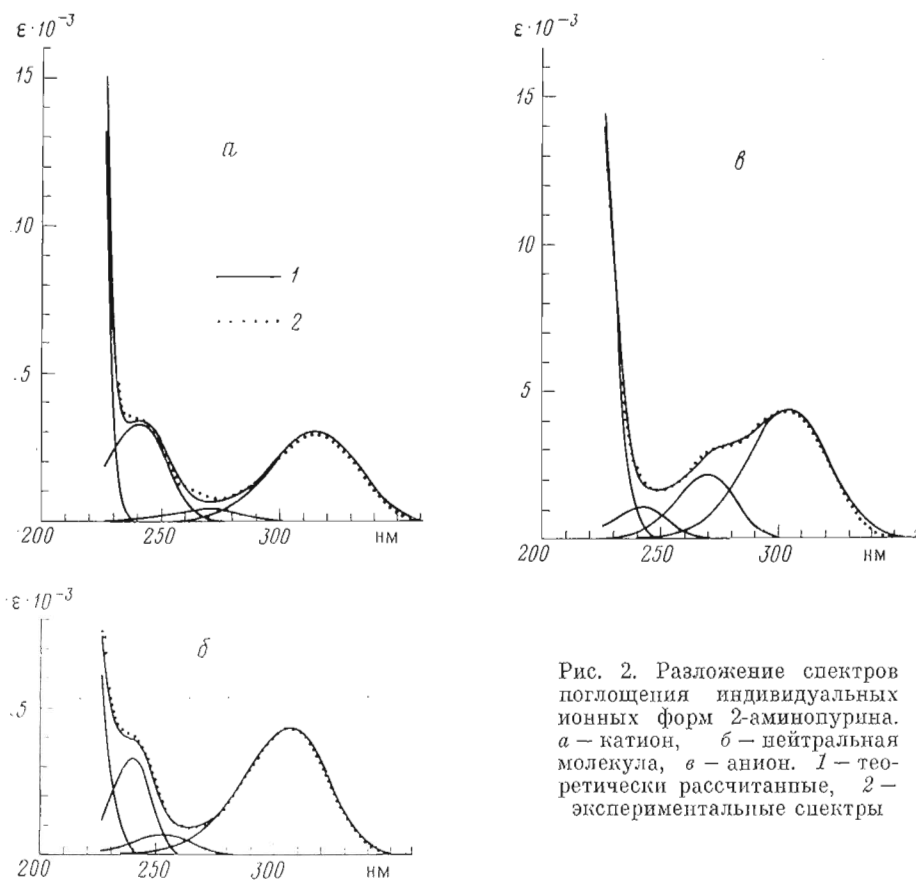 ε·10⁻³
15
10
.5
а
1
2
200
250
300
нм
ε·10⁻³
15
10
5
в
200
250
300
нм
ε·10⁻³
.5
б
200
250
300
нм
Рис. 2. Разложение спектров
поглощения индивидуальных
ионных форм 2-аминопурина.
а — катион, б — нейтральная
молекула, в — анион. 1 — тео-
ретически рассчитанные, 2 —
экспериментальные спектры